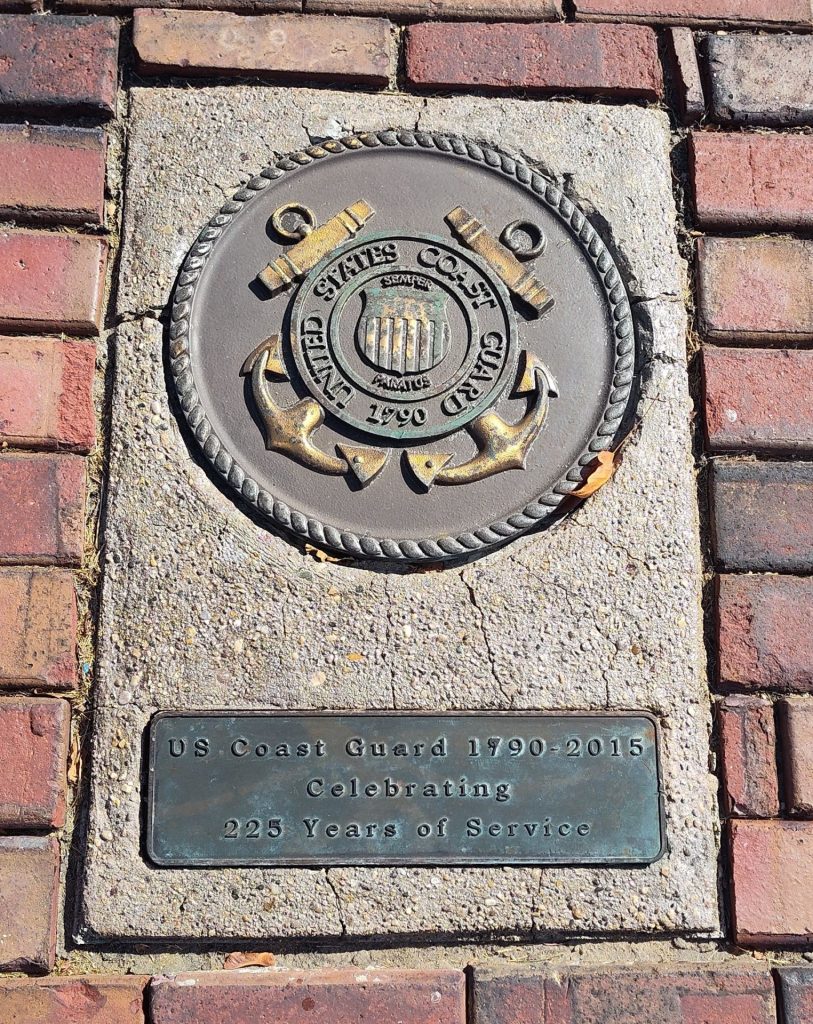 UNITED STATES COAST GUARD
1790
SEMPER
PARATUS
US Coast Guard 1790-2015
Celebrating
225 Years of Service